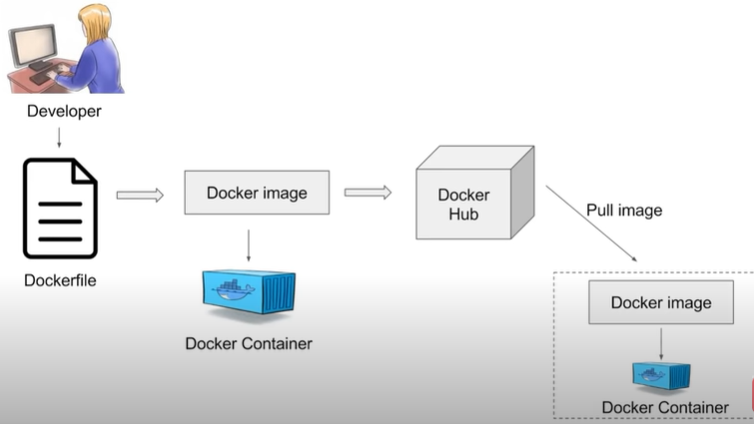 Developer
Docker image
Docker
Hub
Pull image
Dockerfile
Docker Container
Docker image
Docker Container